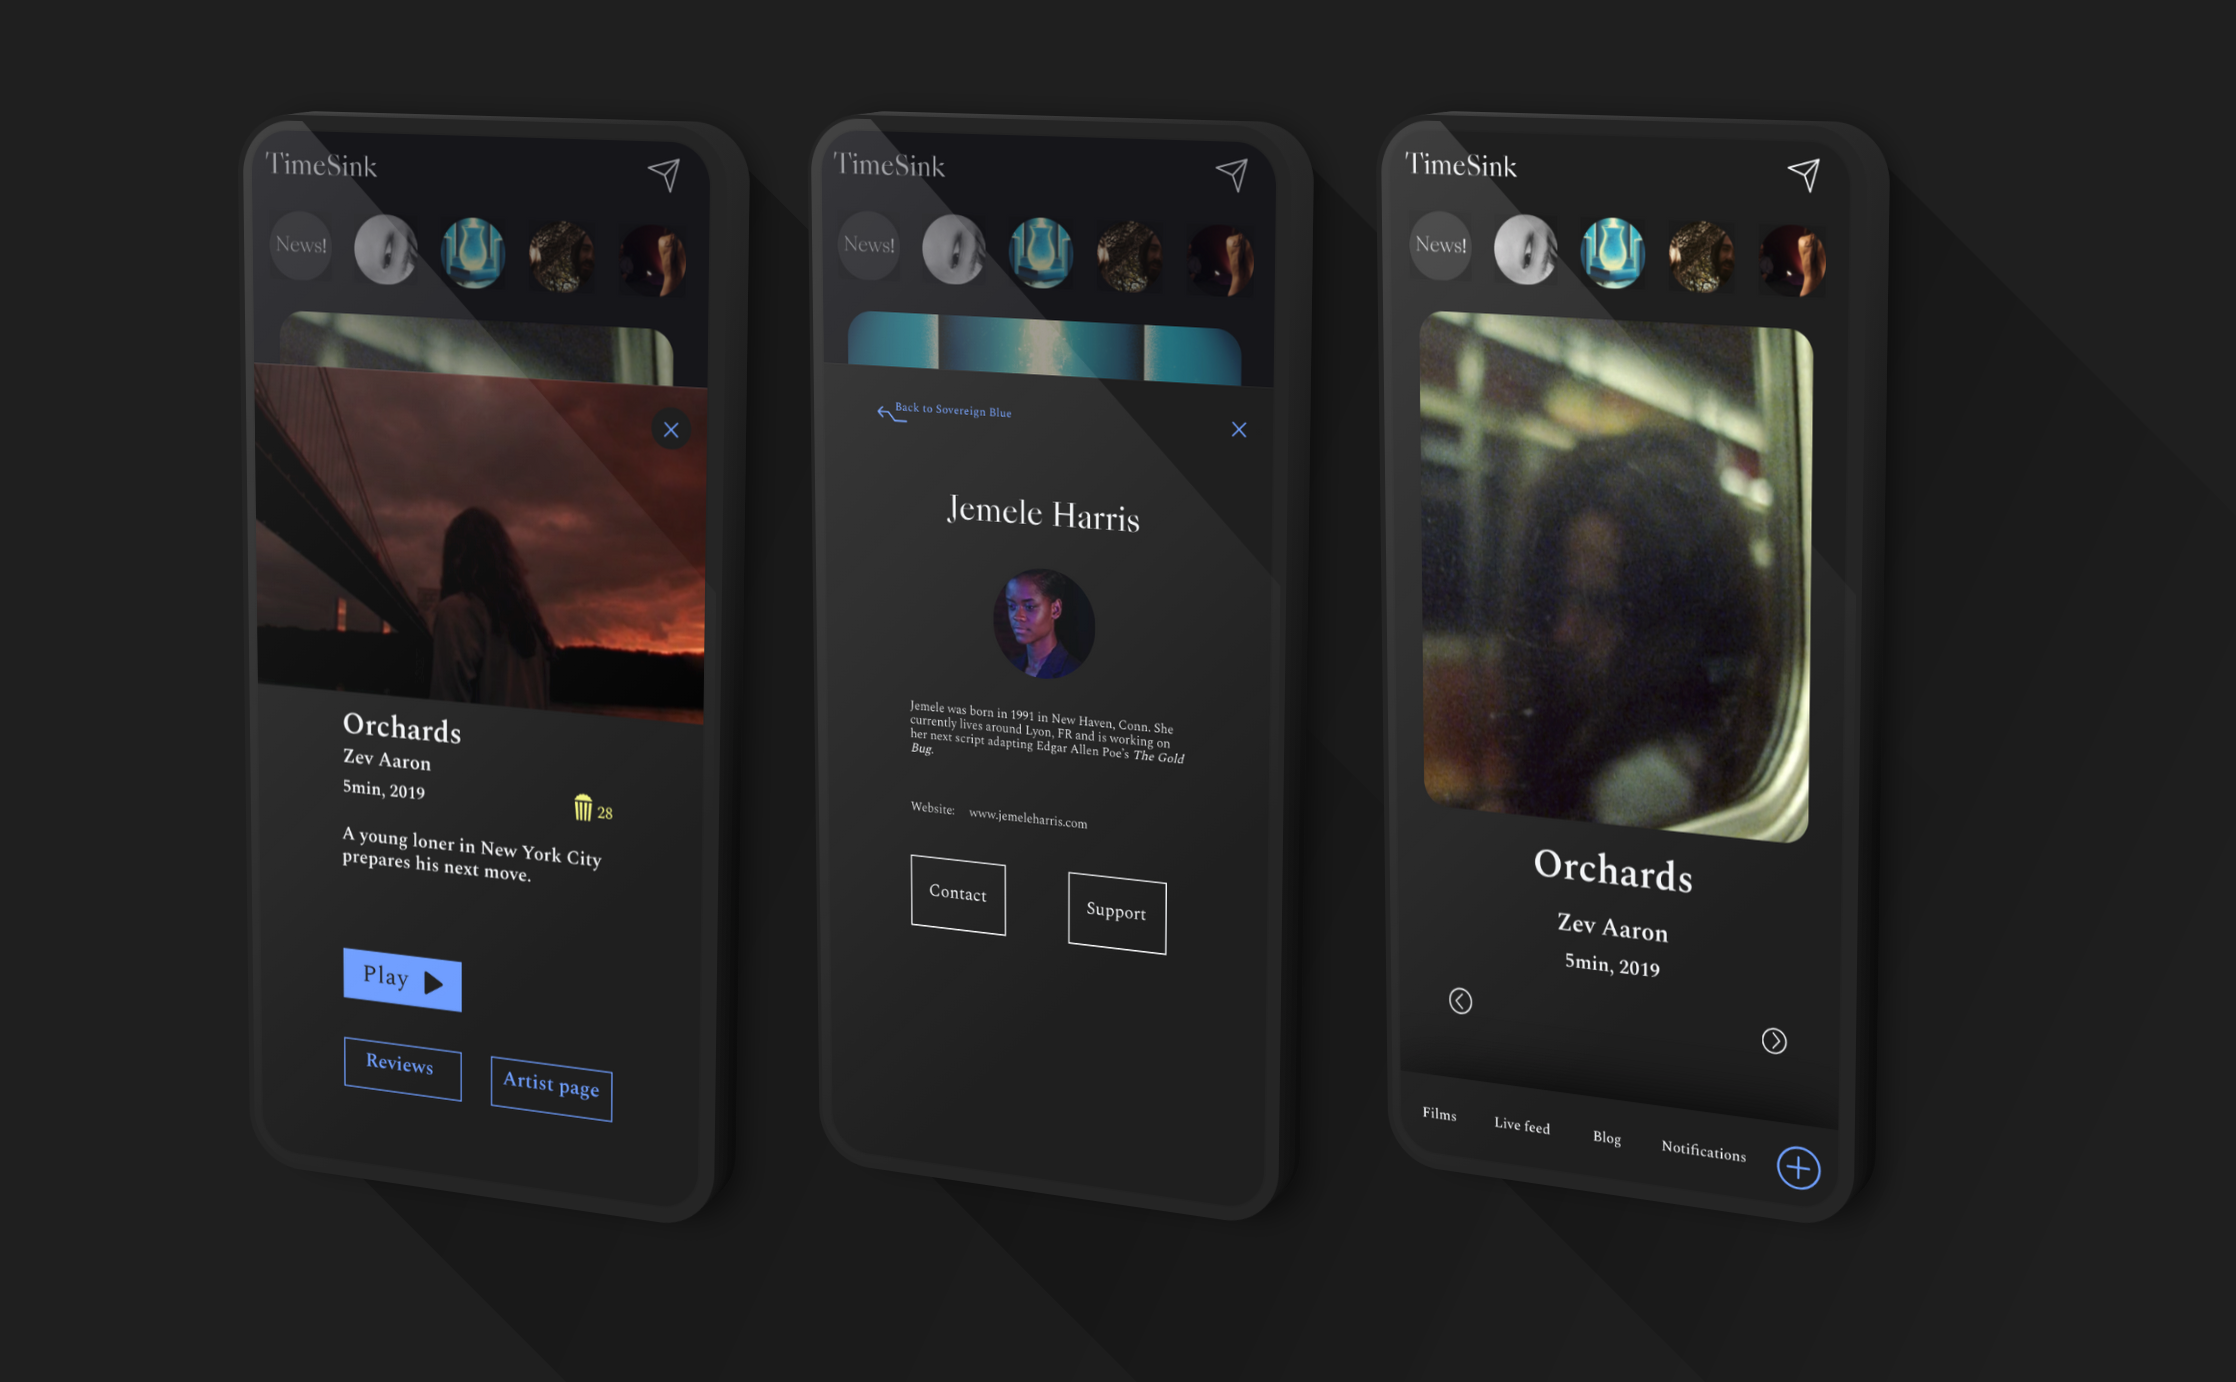 TimeSink
News!
Orchards
Zev Aaron
5min, 2019
28
A young loner in New York City
prepares his next move.
Play
Reviews
Artist page
TimeSink
News!
Back to Sovereign Blue
Jemele Harris
Jemele was born in 1991 in New Haven, Conn. She
currently lives around Lyon, FR and is working on
her next script adapting Edgar Allen Poe's The Gold
Bug.
Website: www.jemeleharris.com
Contact
Support
TimeSink
News!
Orchards
Zev Aaron
5min, 2019
Films
Live feed
Blog
Notifications